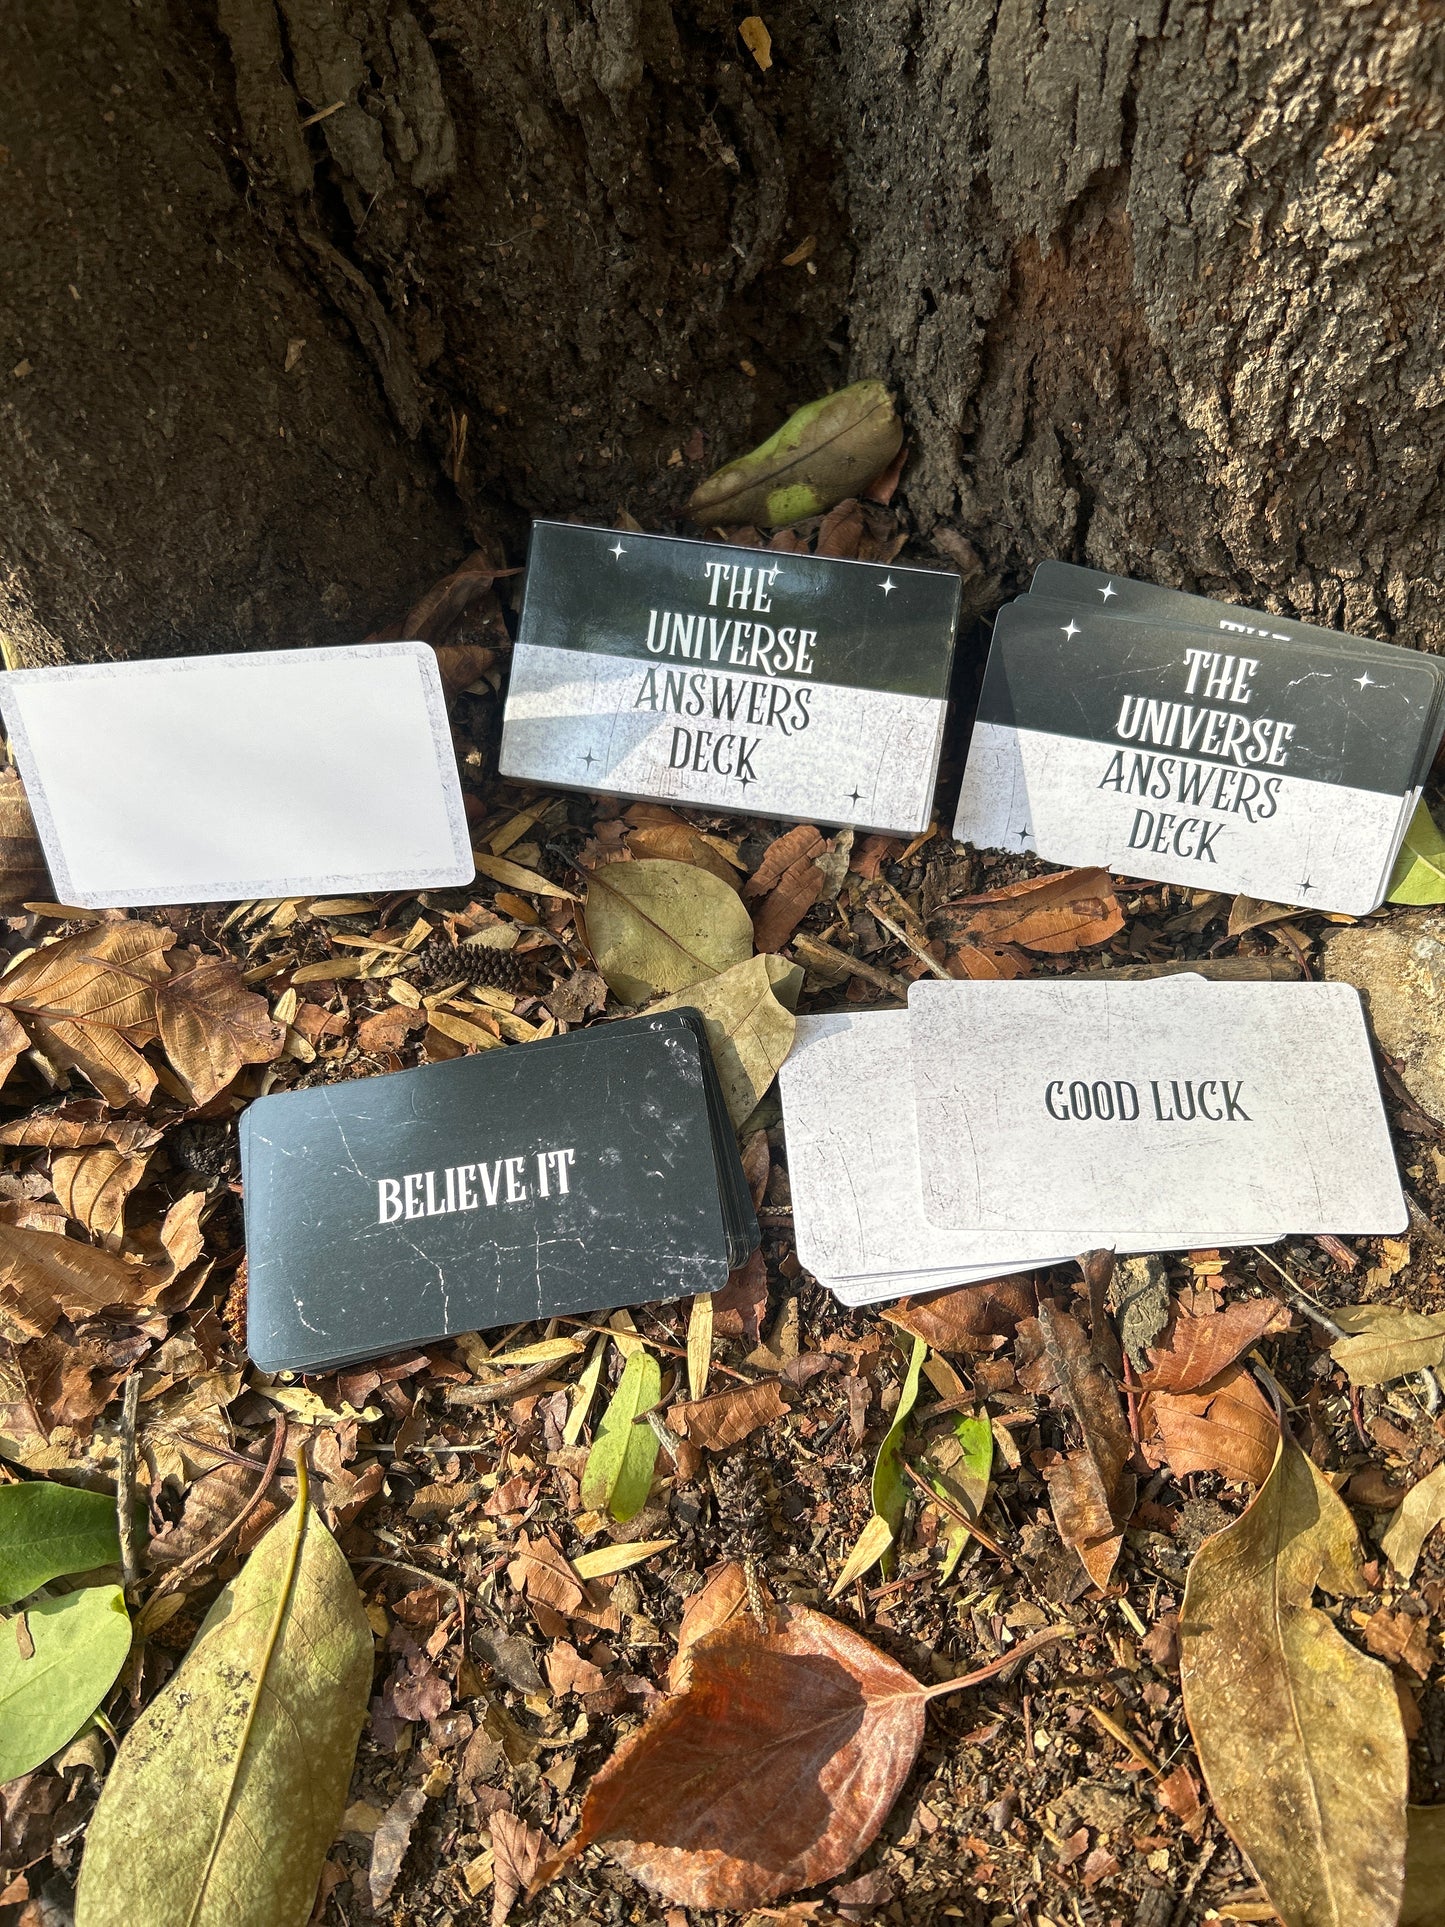 THE
UNIVERSE
ANSWERS
DECK
THE
UNIVERSE
ANSWERS
DECK
BELIEVE IT
GOOD LUCK